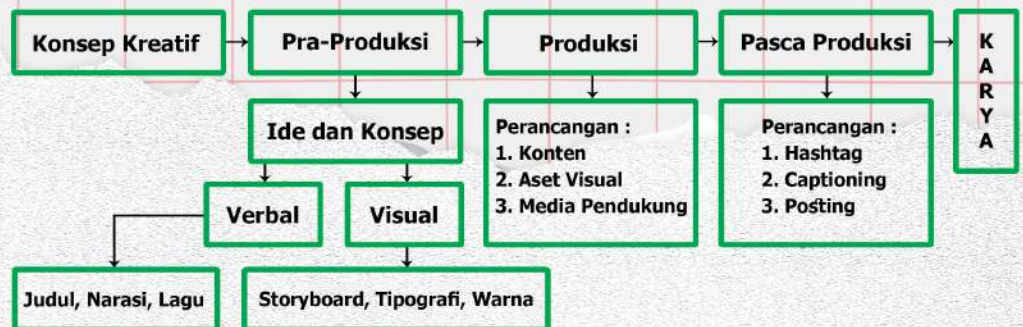 Konsep Kreatif
Pra-Produksi
Produksi
Pasca Produksi
K
A
R
Y
A
Ide dan Konsep
Verbal
Visual
Judul, Narasi, Lagu
Storyboard, Tipografi, Warna
Perancangan :
1. Konten
2. Aset Visual
3. Media Pendukung
Perancangan :
1. Hashtag
2. Captioning
3. Posting